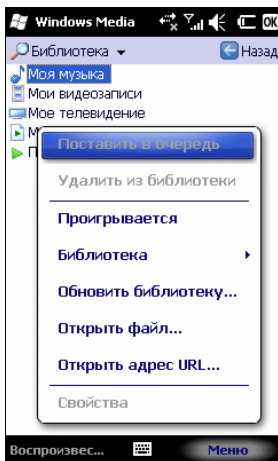 Windows Media OK
Библиотека Назад
Моя музыка
Мои видеозаписи
Мое телевидение
М
П
Поставить в очередь
Удалить из библиотеки
Проигрывается
Библиотека
Обновить библиотеку...
Открыть файл...
Открыть адрес URL...
Свойства
Воспроизвес... Меню